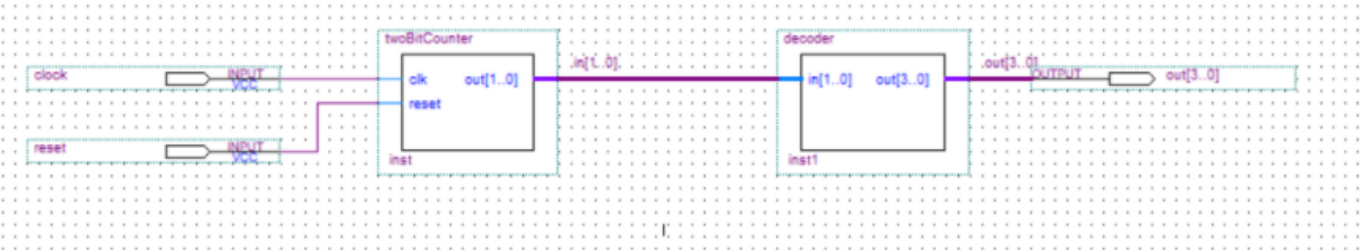 clock
INPUT
VCC
reset
INPUT
VCC
twoBitCounter
clk
out[1..0]
reset
inst
.in[1..0].
decoder
in[1..0]
out[3..0]
inst1
.out[3..0]
OUTPUT
out[3..0]